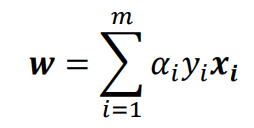 w = ∑_{i=1}^{m} α_i y_i x_i